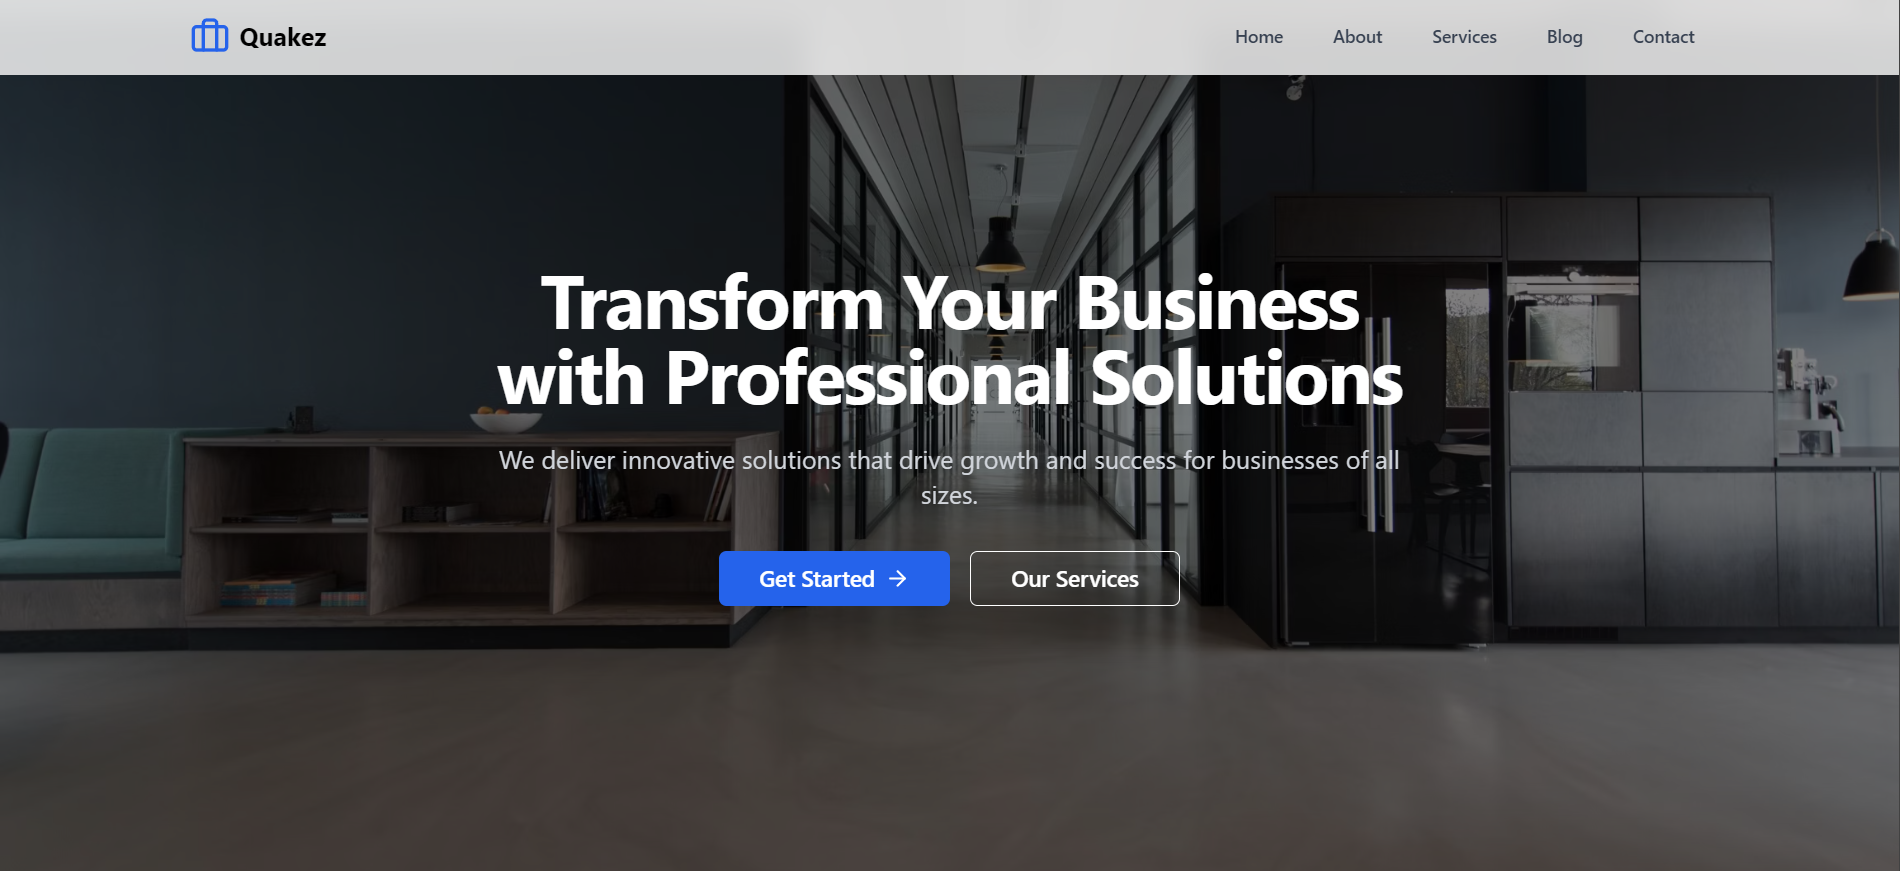 Quakez
Home
About
Services
Blog
Contact
Transform Your Business
with Professional Solutions
We deliver innovative solutions that drive growth and success for businesses of all
sizes.
Get Started
Our Services